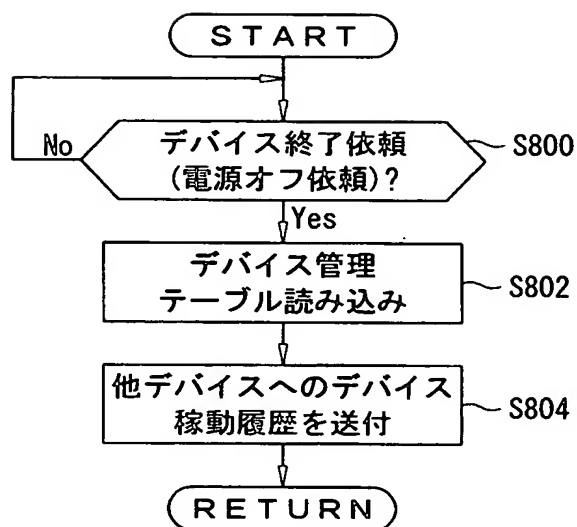 START
No
デバイス終了依頼
(電源オフ依頼)?
S800
Yes
デバイス管理
テーブル読み込み
S802
他デバイスへのデバイス
稼動履歴を送付
S804
RETURN